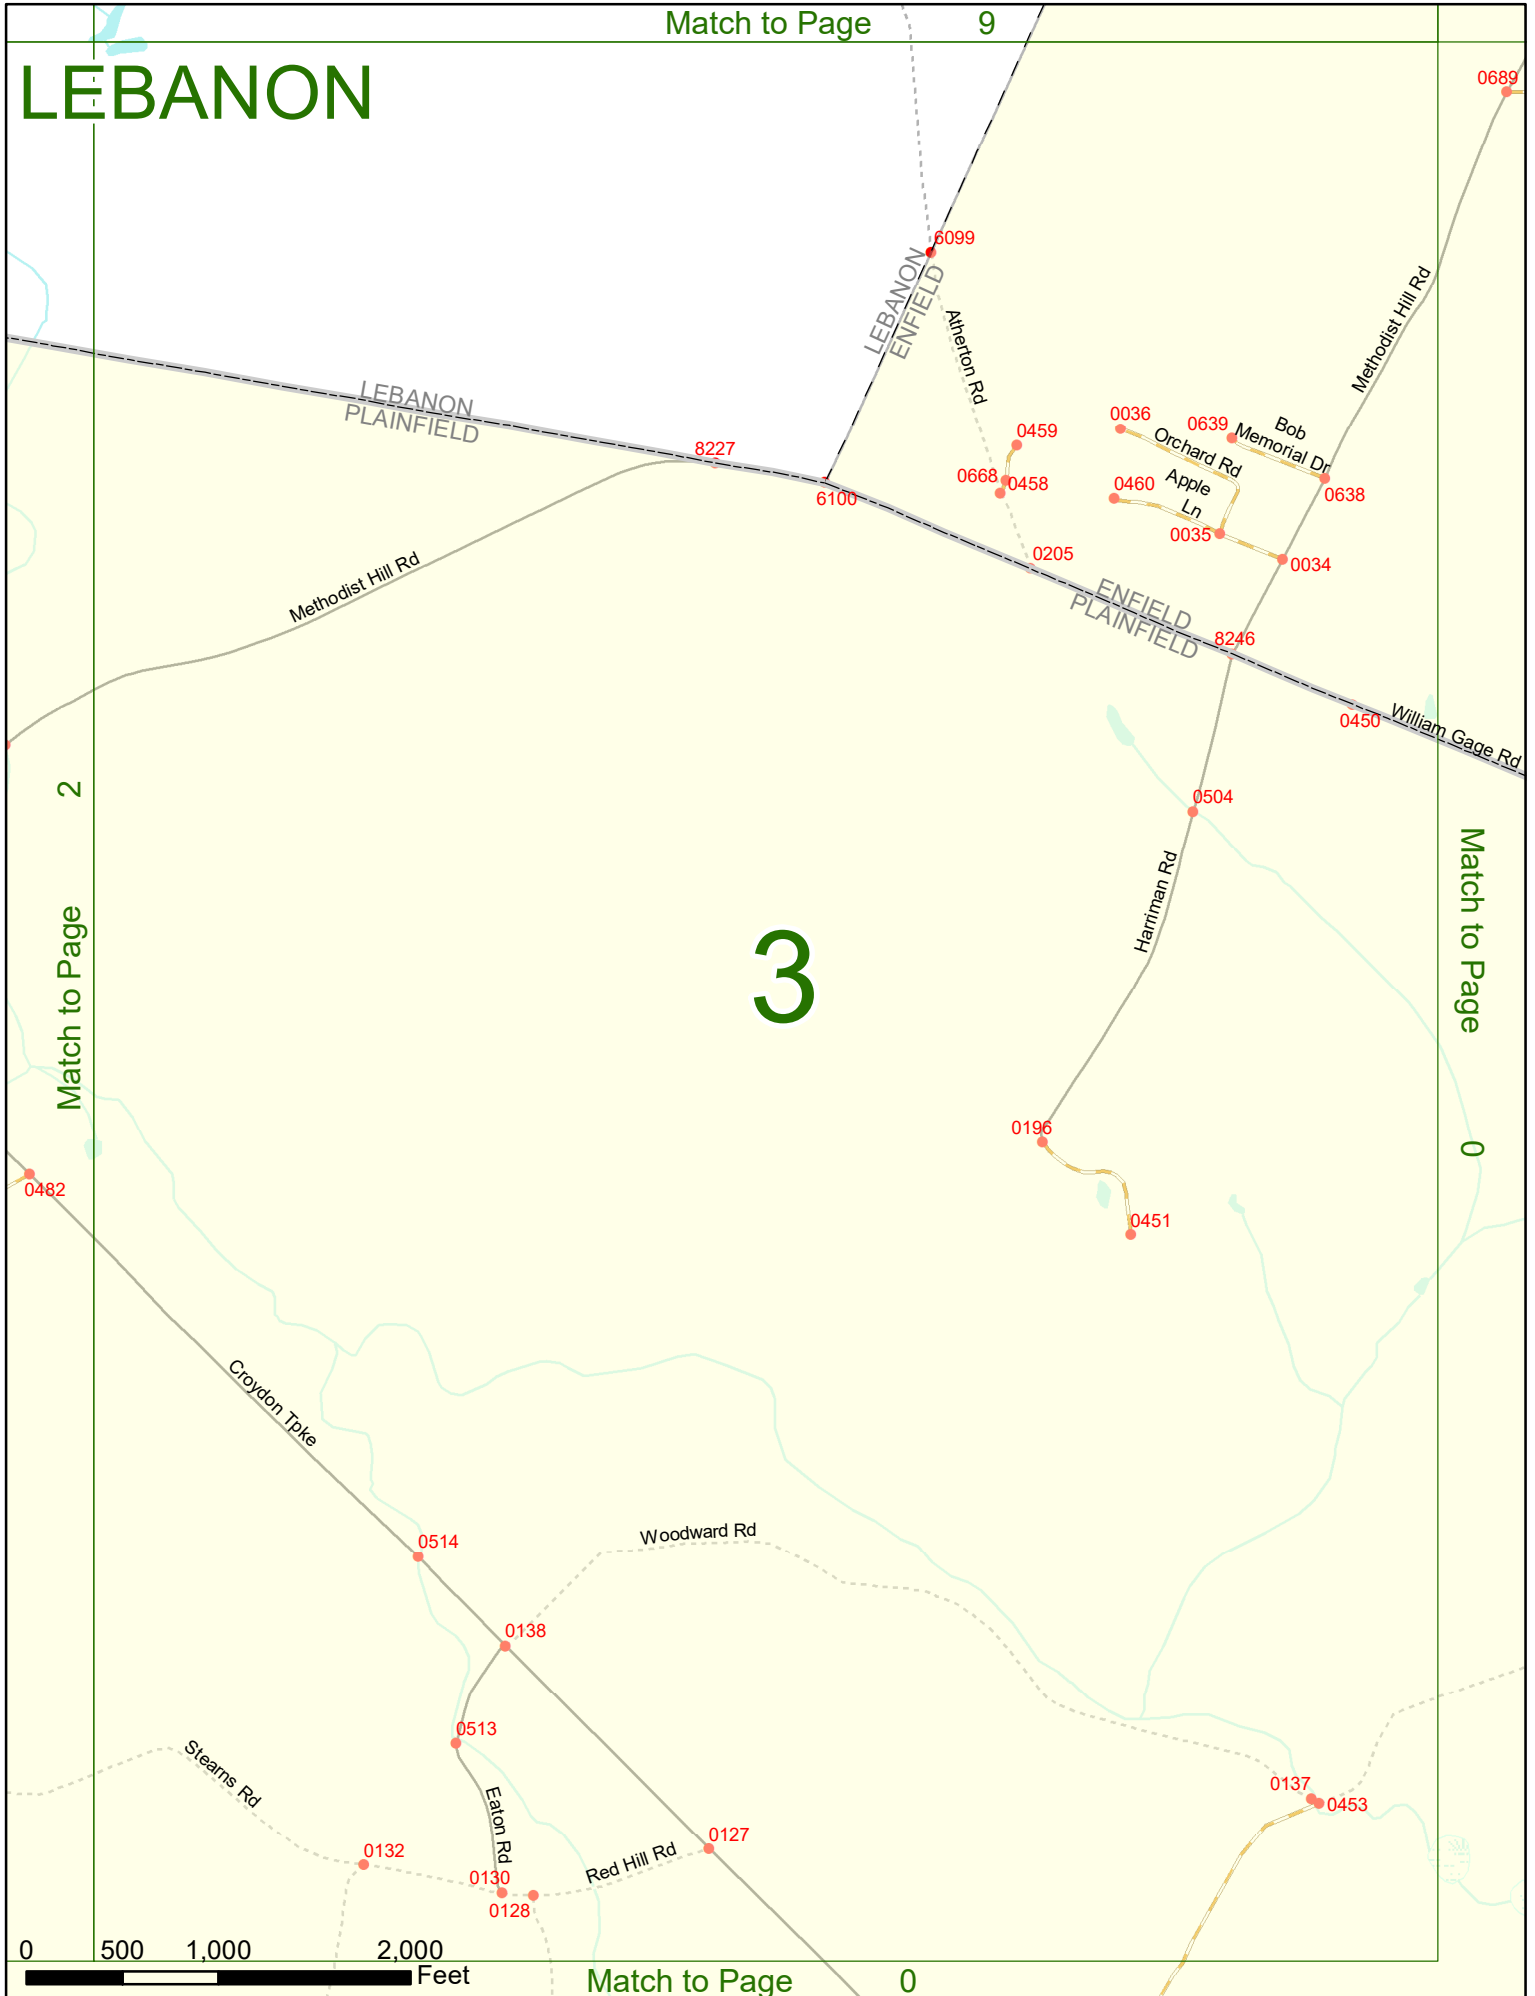 Match to Page 9
LEBANON
0689
6099
LEBANON
ENFIELD
Atherton Rd
Methodist Hill Rd
LEBANON
PLAINFIELD
8227
6100
0459
0668
0458
0036
0639
Bob
Memorial Dr
Orchard Rd
0460
Apple
Ln
0638
0035
0034
0205
ENFIELD
PLAINFIELD
8246
Methodist Hill Rd
0450
William Gage Rd
Match to Page 2
0504
Harriman Rd
Match to Page 0
3
0196
0451
0482
Croydon Tpke
0514
Woodward Rd
0138
0513
Stearns Rd
Eaton Rd
0137
0453
0132
0127
Red Hill Rd
0130
0128
0 500 1,000 2,000
Feet
Match to Page 0